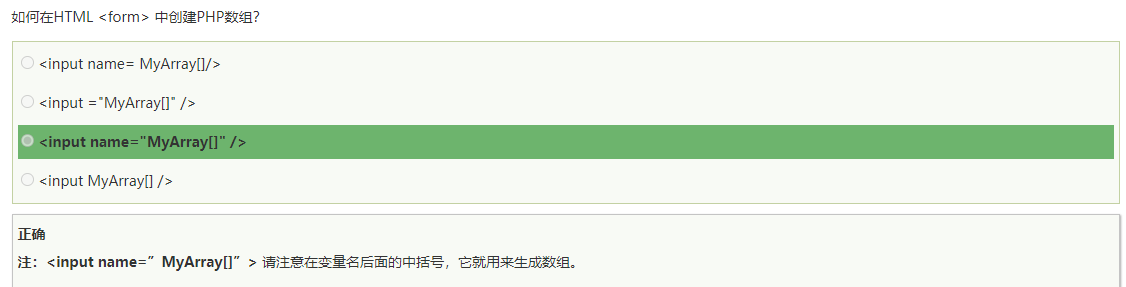 如何在HTML <form> 中创建PHP数组?
<input name= MyArray[]/>
<input ="MyArray[]" />
<input name="MyArray[]" />
<input MyArray[] />
正确
注：<input name=”MyArray[]”> 请注意在变量名后面的中括号，它就用来生成数组。